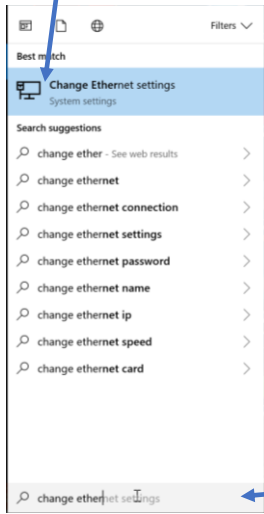 Filters
Best match
Change Ethernet settings
System settings
Search suggestions
change ether - See web results
change ethernet
change ethernet connection
change ethernet settings
change ethernet password
change ethernet name
change ethernet ip
change ethernet speed
change ethernet card
change ethernet settings